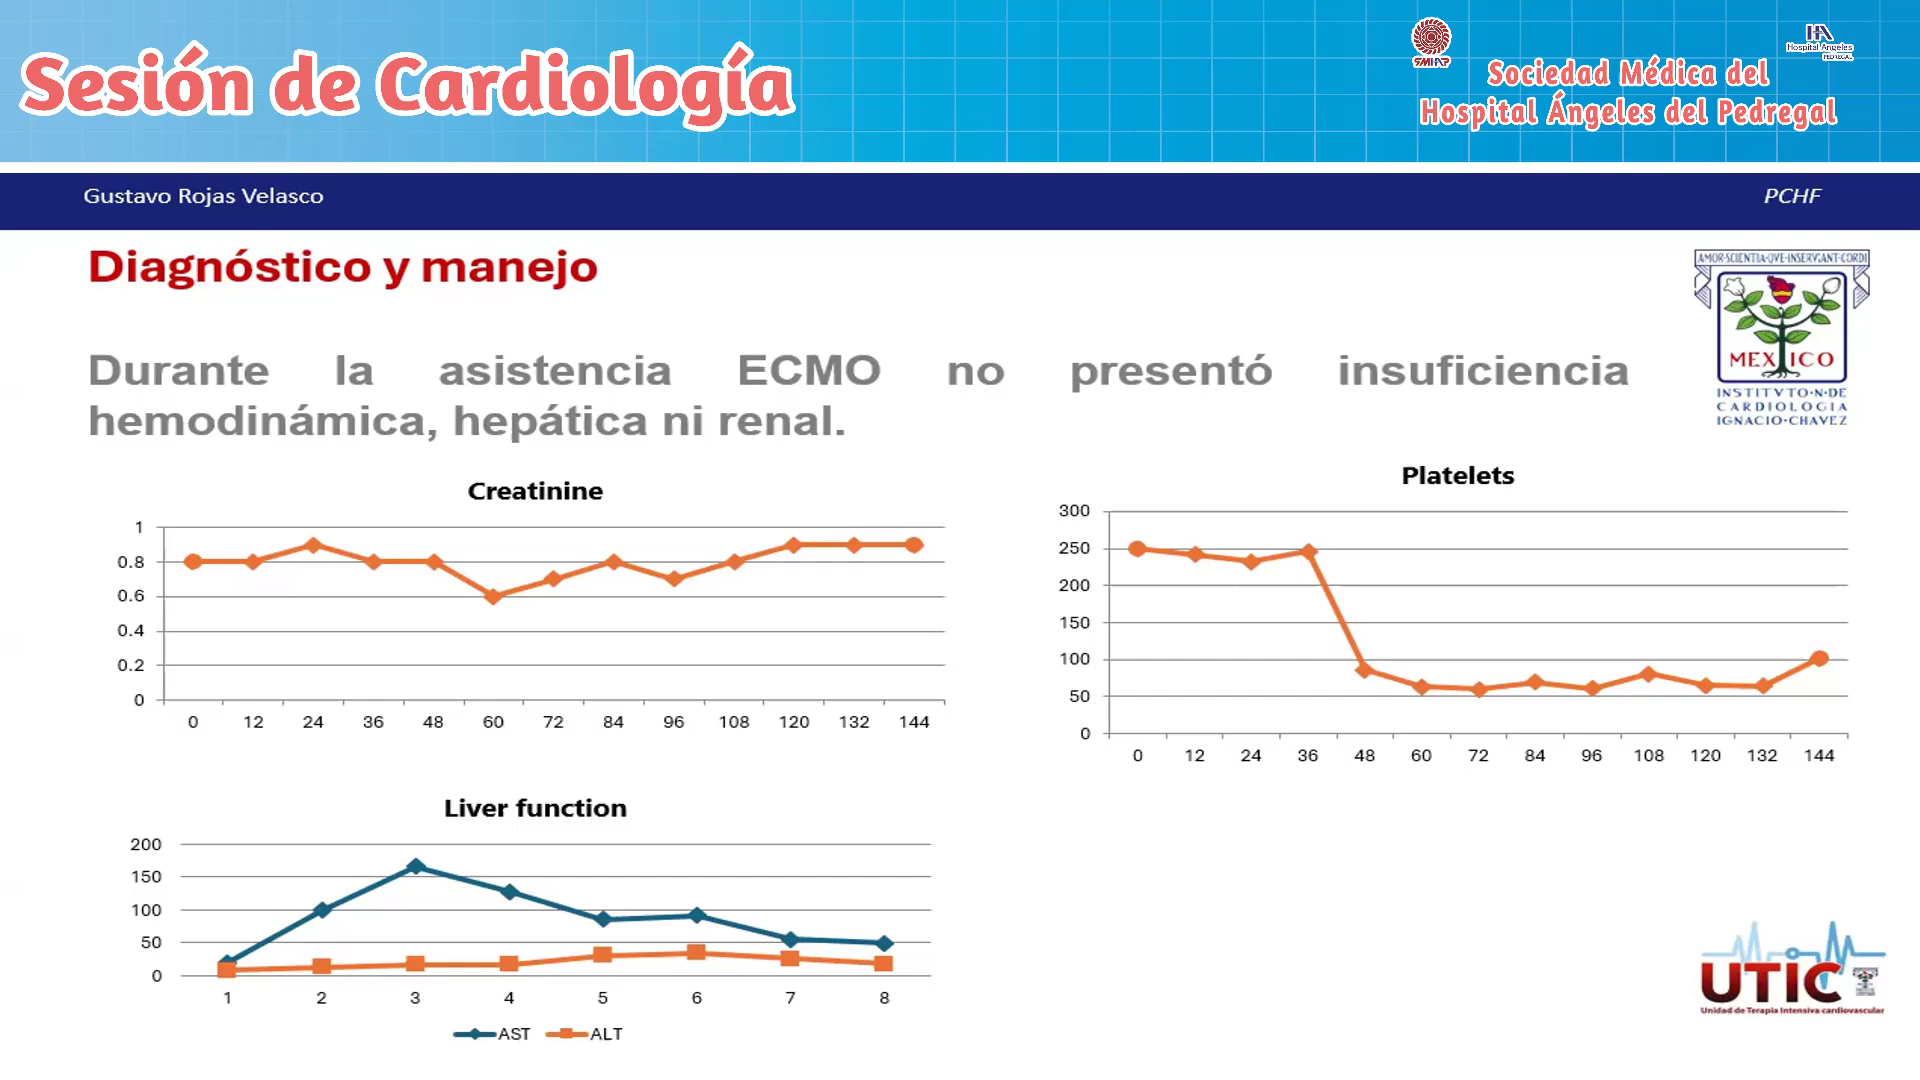 Sesión de Cardiología
SMHAP
Hospital Angeles
PEDREGAL
Sociedad Médica del
Hospital Ángeles del Pedregal
Gustavo Rojas Velasco
PCHF
Diagnóstico y manejo
AMOR·SCIENTIA·QVE·INSERVIANT·CORDI
MEXICO
INSTITVTO·N·DE
CARDIOLOGIA
IGNACIO·CHAVEZ
Durante la asistencia ECMO no presentó insuficiencia
hemodinámica, hepática ni renal.
Creatinine
1
0.8
0.6
0.4
0.2
0
0 12 24 36 48 60 72 84 96 108 120 132 144
Platelets
300
250
200
150
100
50
0
0 12 24 36 48 60 72 84 96 108 120 132 144
Liver function
200
150
100
50
0
1 2 3 4 5 6 7 8
AST ALT
UTIC
Unidad de Terapia Intensiva cardiovascular